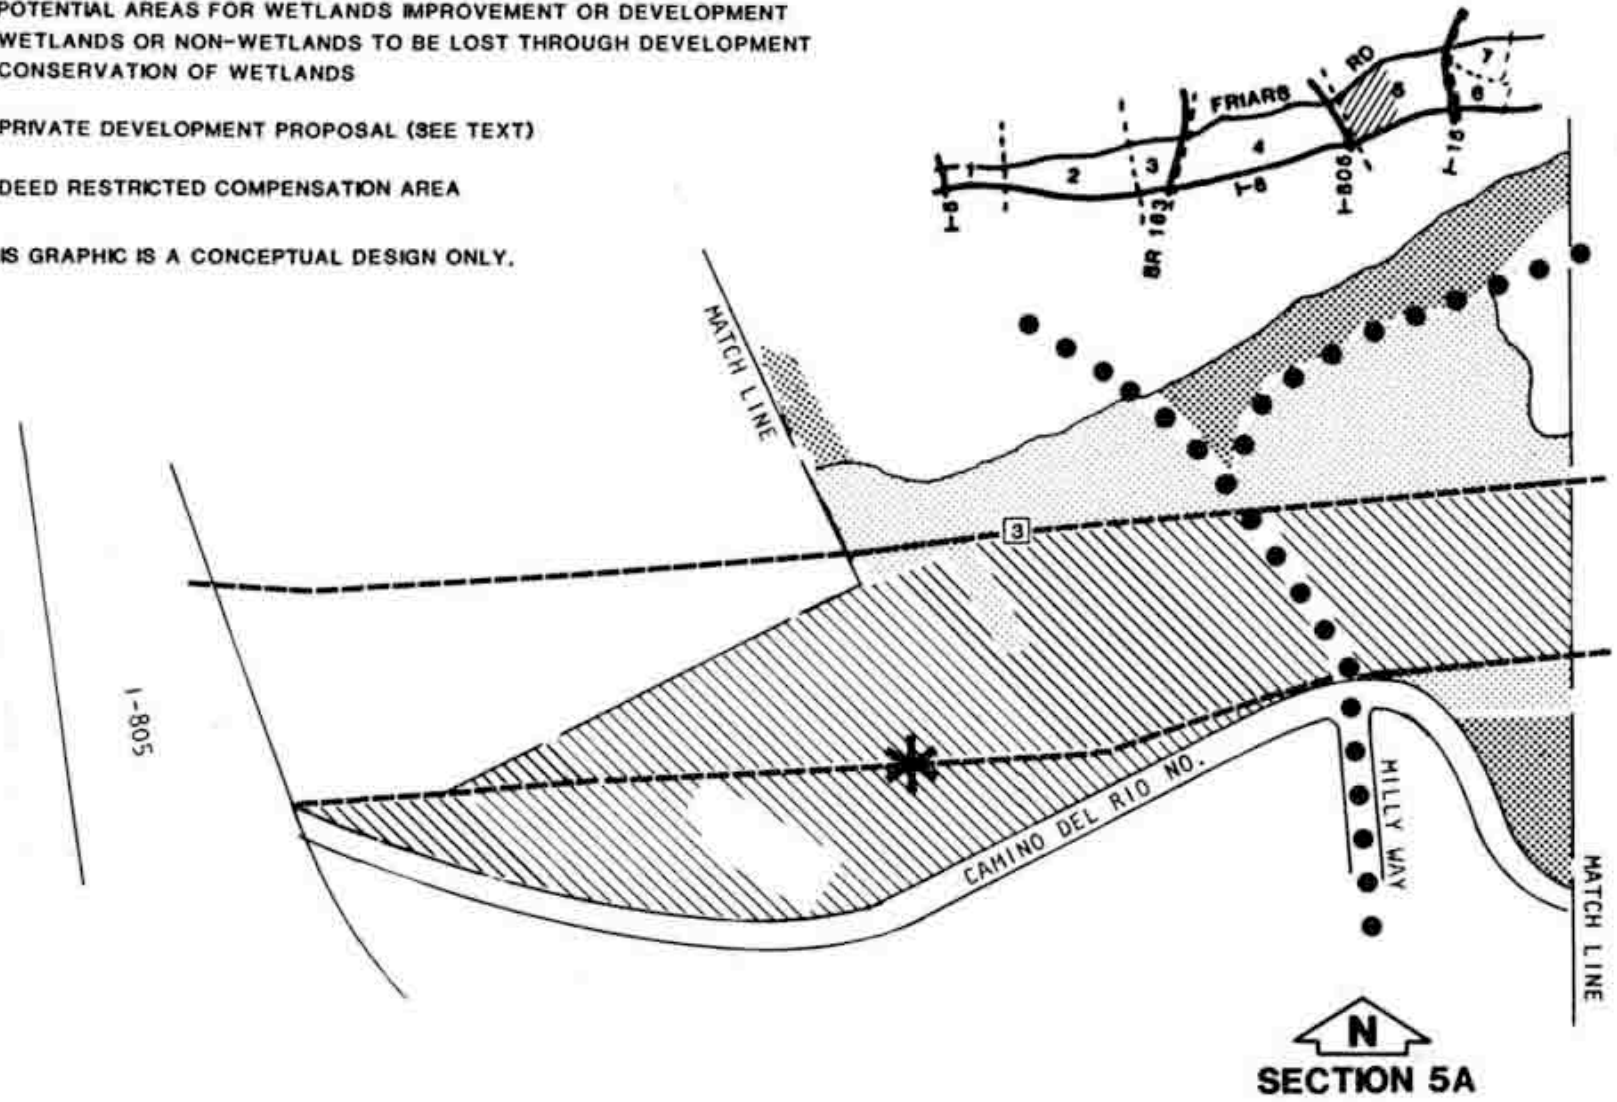 POTENTIAL AREAS FOR WETLANDS IMPROVEMENT OR DEVELOPMENT
WETLANDS OR NON-WETLANDS TO BE LOST THROUGH DEVELOPMENT
CONSERVATION OF WETLANDS
PRIVATE DEVELOPMENT PROPOSAL (SEE TEXT)
DEED RESTRICTED COMPENSATION AREA
IS GRAPHIC IS A CONCEPTUAL DESIGN ONLY.
FRIARS RD
1
2
3
4
5
6
7
I-5
SR 163
I-8
I-805
I-15
MATCH LINE
3
I-805
CAMINO DEL RIO NO.
MILLY WAY
MATCH LINE
N
SECTION 5A